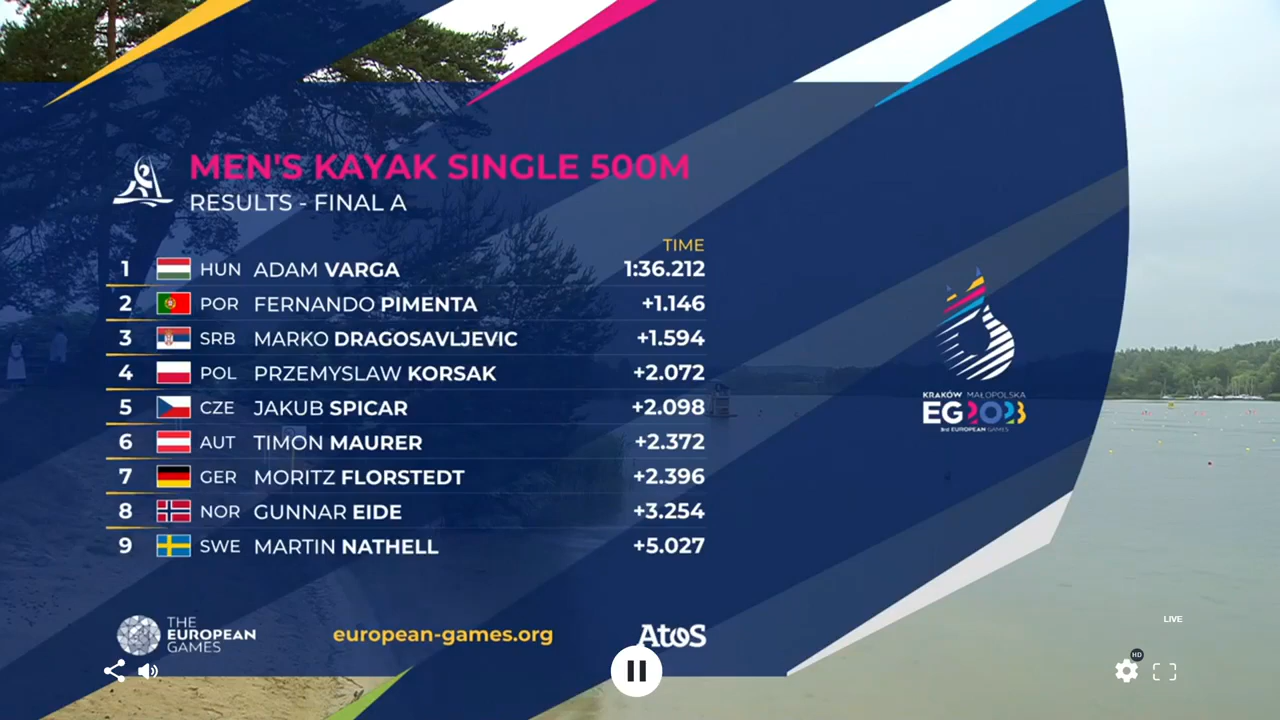 MEN'S KAYAK SINGLE 500M
RESULTS - FINAL A
TIME
1 HUN ADAM VARGA 1:36.212
2 POR FERNANDO PIMENTA +1.146
3 SRB MARKO DRAGOSAVLJEVIC +1.594
4 POL PRZEMYSLAW KORSAK +2.072
5 CZE JAKUB SPICAR +2.098
6 AUT TIMON MAURER +2.372
7 GER MORITZ FLORSTEDT +2.396
8 NOR GUNNAR EIDE +3.254
9 SWE MARTIN NATHELL +5.027
KRAKÓW MAŁOPOLSKA
EG2023
3rd EUROPEAN GAMES
THE
EUROPEAN
GAMES
european-games.org
Atos
LIVE
HD